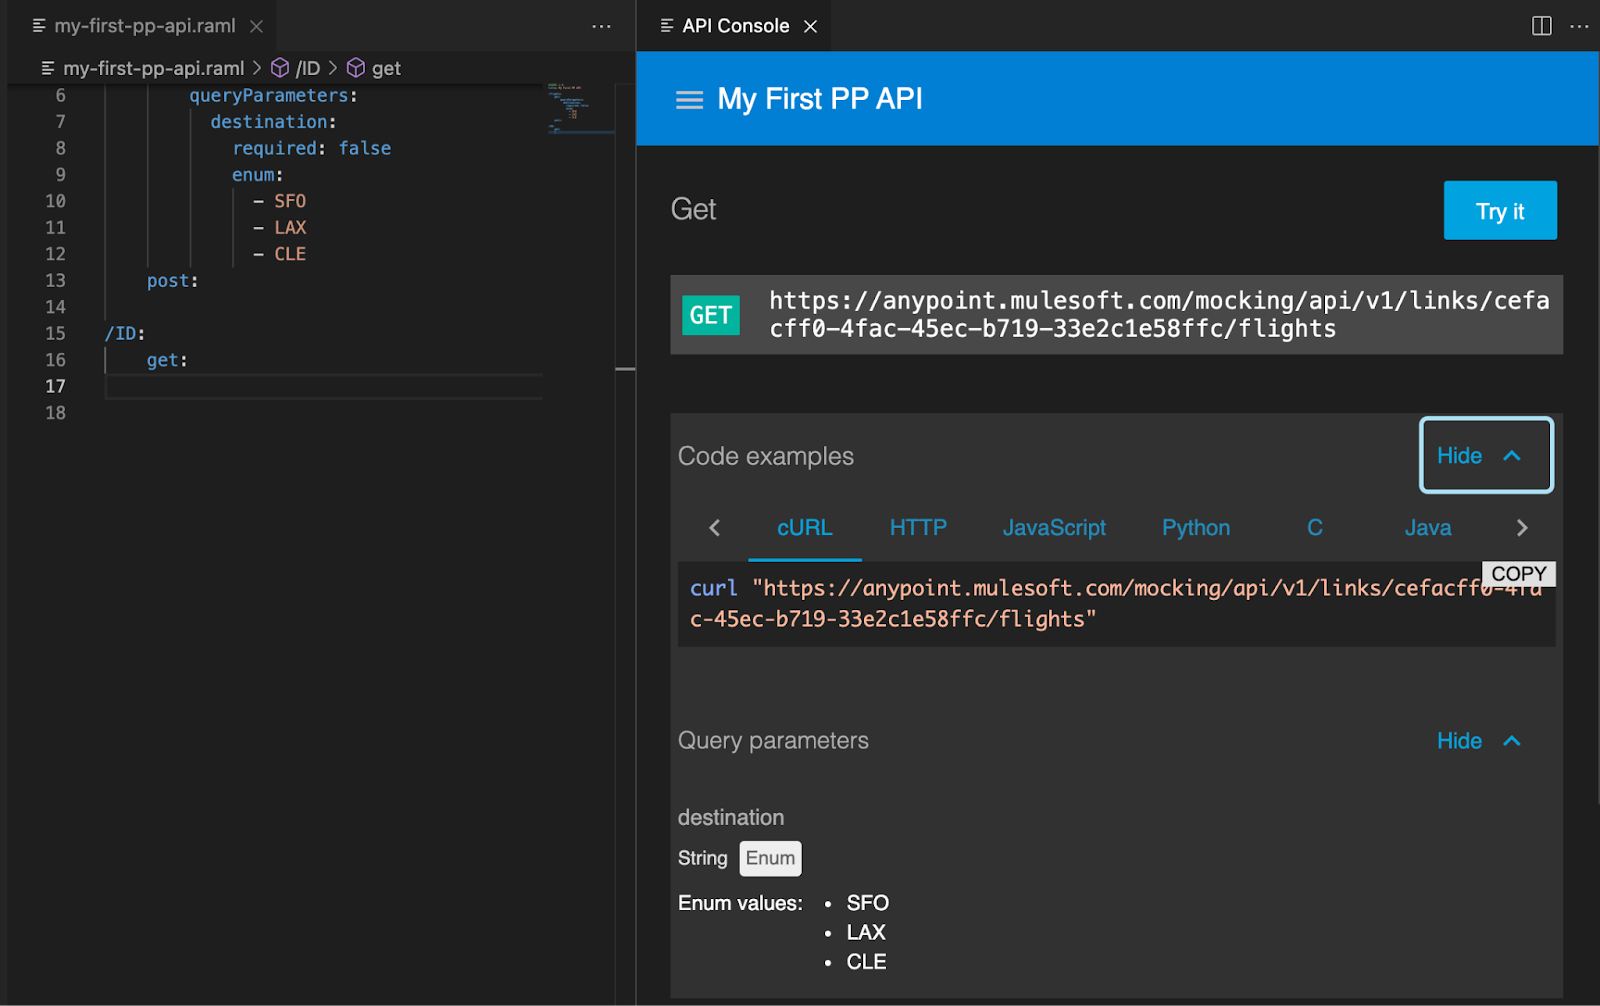 my-first-pp-api.raml
my-first-pp-api.raml > /ID > get
6 queryParameters:
7 destination:
8 required: false
9 enum:
10 - SFO
11 - LAX
12 - CLE
13 post:
14
15 /ID:
16 get:
17
18
API Console
My First PP API
Get
Try it
GET
https://anypoint.mulesoft.com/mocking/api/v1/links/cefa
cff0-4fac-45ec-b719-33e2c1e58ffc/flights
Code examples
Hide
cURL HTTP JavaScript Python C Java
COPY
curl "https://anypoint.mulesoft.com/mocking/api/v1/links/cefacff0-4fa
c-45ec-b719-33e2c1e58ffc/flights"
Query parameters
Hide
destination
String Enum
Enum values: • SFO
• LAX
• CLE